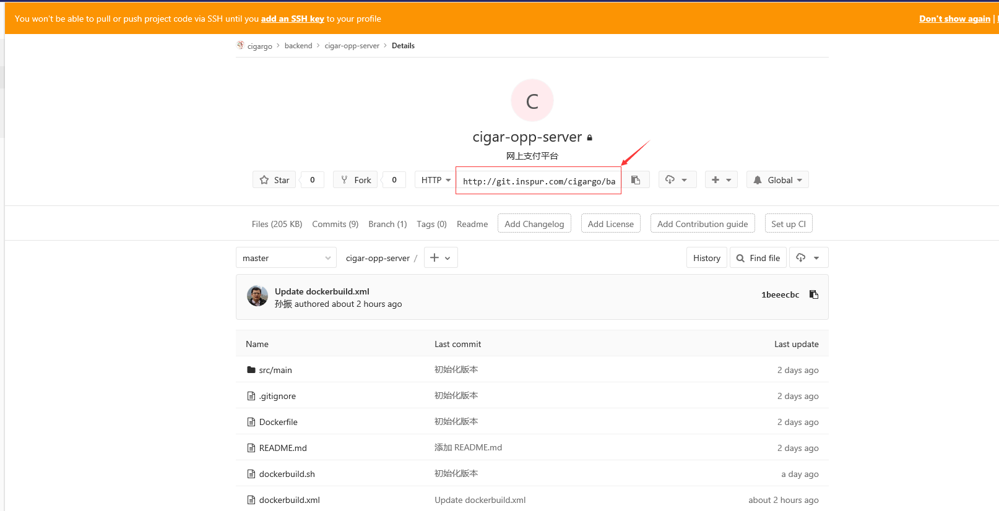 You won't be able to pull or push project code via SSH until you add an SSH key to your profile
Don't show again |
cigargo > backend > cigar-opp-server > Details
C
cigar-opp-server
网上支付平台
Star 0 Fork 0 HTTP http://git.inspur.com/cigargo/ba Global
Files (205 KB) Commits (9) Branch (1) Tags (0) Readme Add Changelog Add License Add Contribution guide Set up CI
master cigar-opp-server / History Find file
Update dockerbuild.xml
孙振 authored about 2 hours ago
1beeecbc
Name Last commit Last update
src/main 初始化版本 2 days ago
.gitignore 初始化版本 2 days ago
Dockerfile 初始化版本 2 days ago
README.md 添加 README.md 2 days ago
dockerbuild.sh 初始化版本 a day ago
dockerbuild.xml Update dockerbuild.xml about 2 hours ago